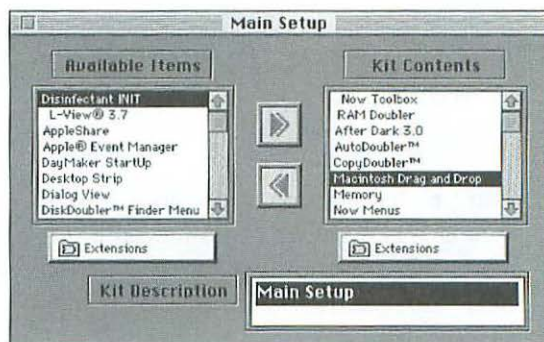 Main Setup
Available Items
Disinfectant INIT
L-View® 3.7
AppleShare
Apple® Event Manager
DayMaker StartUp
Desktop Strip
Dialog View
DiskDoubler™ Finder Menu
Extensions
Kit Contents
Now Toolbox
RAM Doubler
After Dark 3.0
AutoDoubler™
CopyDoubler™
Macintosh Drag and Drop
Memory
Now Menus
Extensions
Kit Description
Main Setup